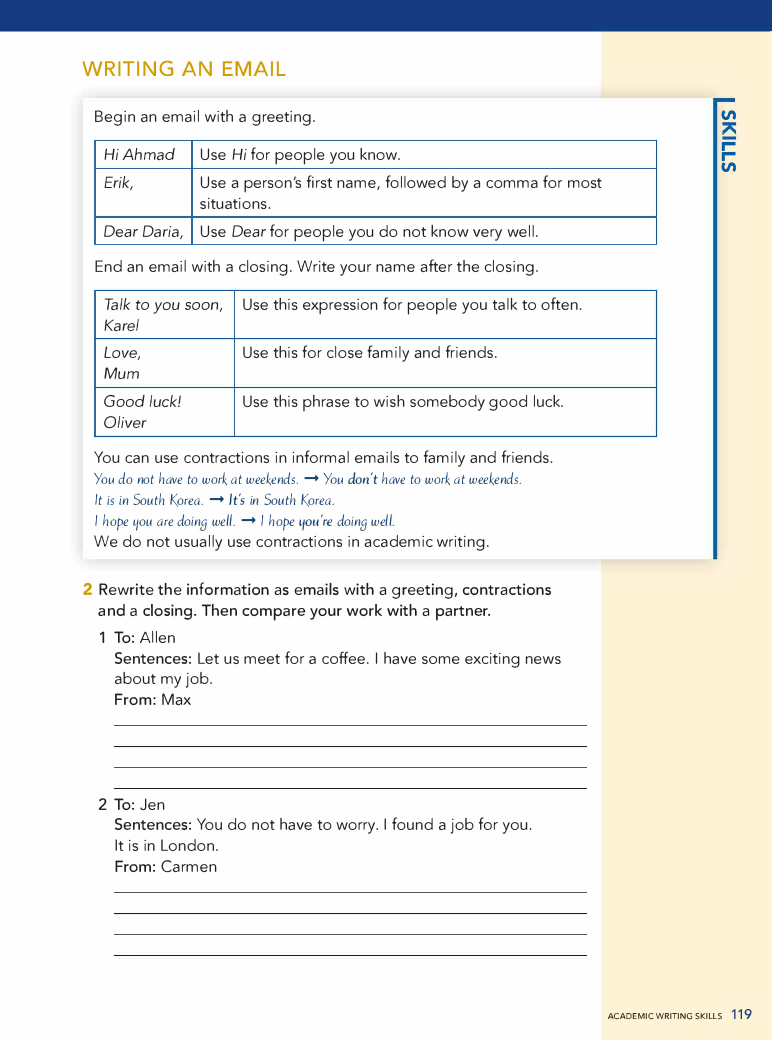 WRITING AN EMAIL
SKILLS
Begin an email with a greeting.
Hi Ahmad Use Hi for people you know.
Erik, Use a person's first name, followed by a comma for most
situations.
Dear Daria, Use Dear for people you do not know very well.
End an email with a closing. Write your name after the closing.
Talk to you soon, Use this expression for people you talk to often.
Karel
Love, Use this for close family and friends.
Mum
Good luck! Use this phrase to wish somebody good luck.
Oliver
You can use contractions in informal emails to family and friends.
You do not have to work at weekends. ➞ You don't have to work at weekends.
It is in South Korea. ➞ It's in South Korea.
I hope you are doing well. ➞ I hope you're doing well.
We do not usually use contractions in academic writing.
2 Rewrite the information as emails with a greeting, contractions
and a closing. Then compare your work with a partner.
1 To: Allen
Sentences: Let us meet for a coffee. I have some exciting news
about my job.
From: Max
2 To: Jen
Sentences: You do not have to worry. I found a job for you.
It is in London.
From: Carmen
ACADEMIC WRITING SKILLS 119